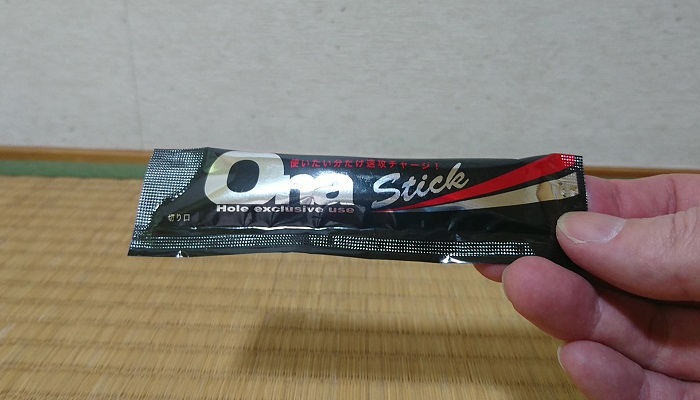 使いたい分だけ速攻チャージ!
Ona Stick
Hole exclusive use
切り口